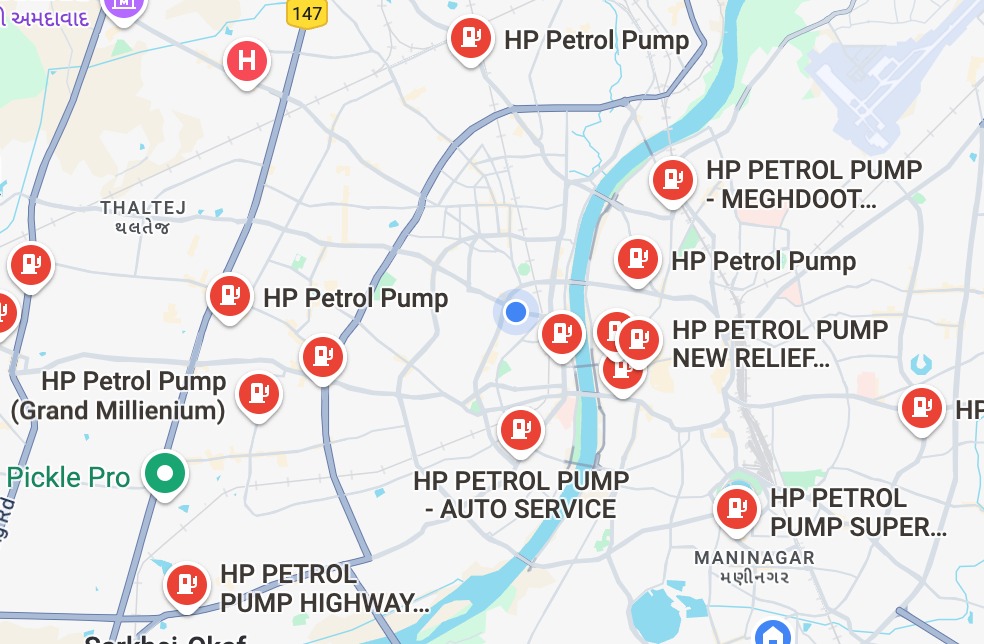 અમદાવાદ
147
HP Petrol Pump
H
HP PETROL PUMP
- MEGHDOOT...
THALTEJ
થલતેજ
HP Petrol Pump
HP Petrol Pump
HP PETROL PUMP
NEW RELIEF...
HP Petrol Pump
(Grand Millienium)
HP
Pickle Pro
HP PETROL PUMP
- AUTO SERVICE
HP PETROL
PUMP SUPER...
MANINAGAR
મણીનગર
HP PETROL
PUMP HIGHWAY...
Rd